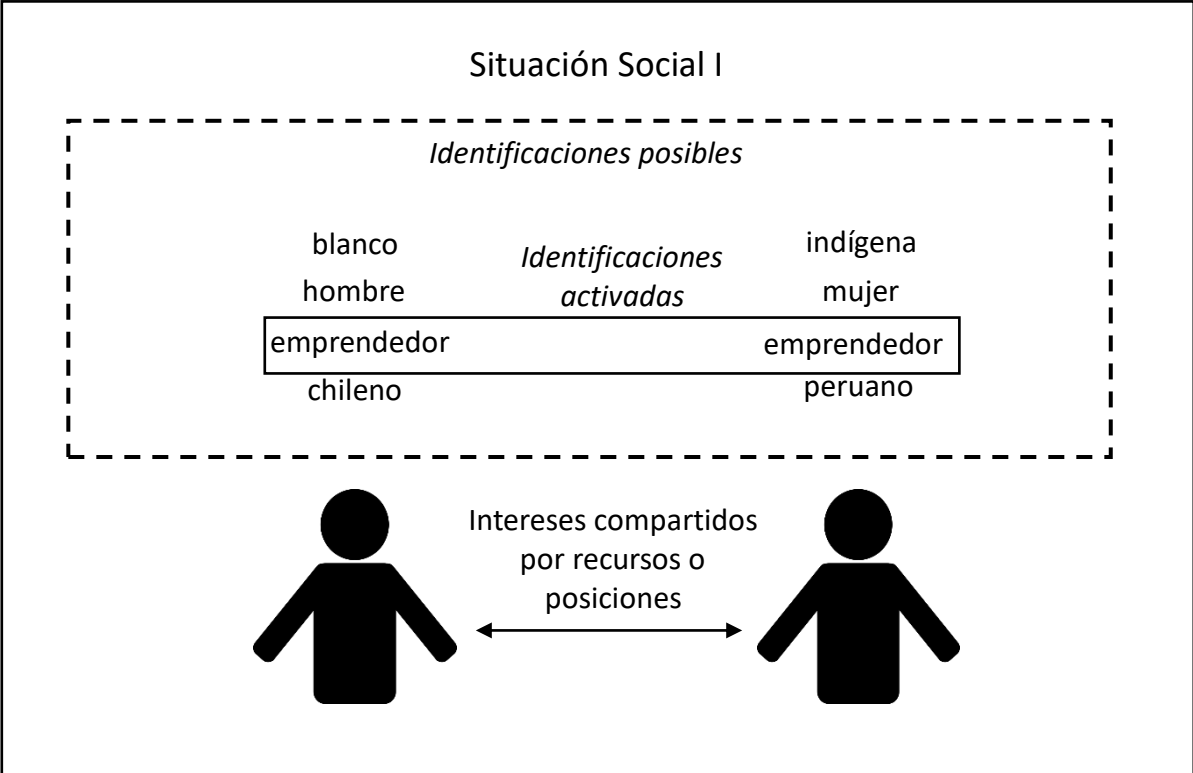 Situación Social I
Identificaciones posibles
blanco
hombre
emprendedor
chileno
Identificaciones
activadas
indígena
mujer
emprendedor
peruano
Intereses compartidos
por recursos o
posiciones